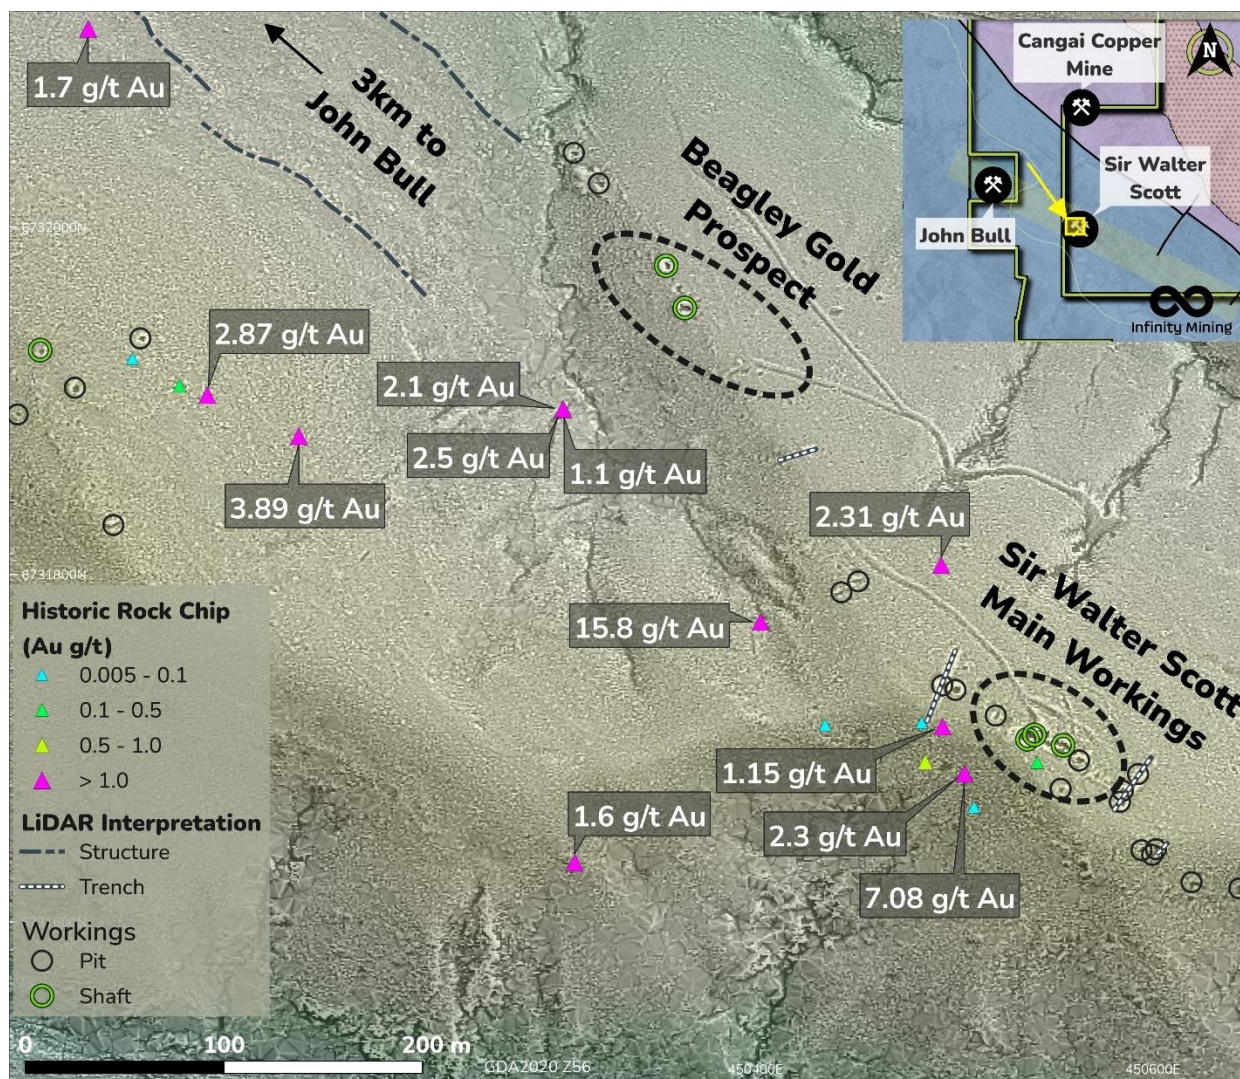 1.7 g/t Au
3km to
John Bull
Beagley Gold
Prospect
Cangai Copper
Mine
N
Sir Walter
Scott
John Bull
Infinity Mining
6732000N
2.87 g/t Au
2.1 g/t Au
2.5 g/t Au
1.1 g/t Au
3.89 g/t Au
2.31 g/t Au
6731800N
Sir Walter Scott
Main Workings
15.8 g/t Au
1.15 g/t Au
1.6 g/t Au
2.3 g/t Au
7.08 g/t Au
Historic Rock Chip
(Au g/t)
0.005 - 0.1
0.1 - 0.5
0.5 - 1.0
> 1.0
LiDAR Interpretation
Structure
Trench
Workings
Pit
Shaft
0 100 200 m
GDA2020 Z56
450400E
450600E